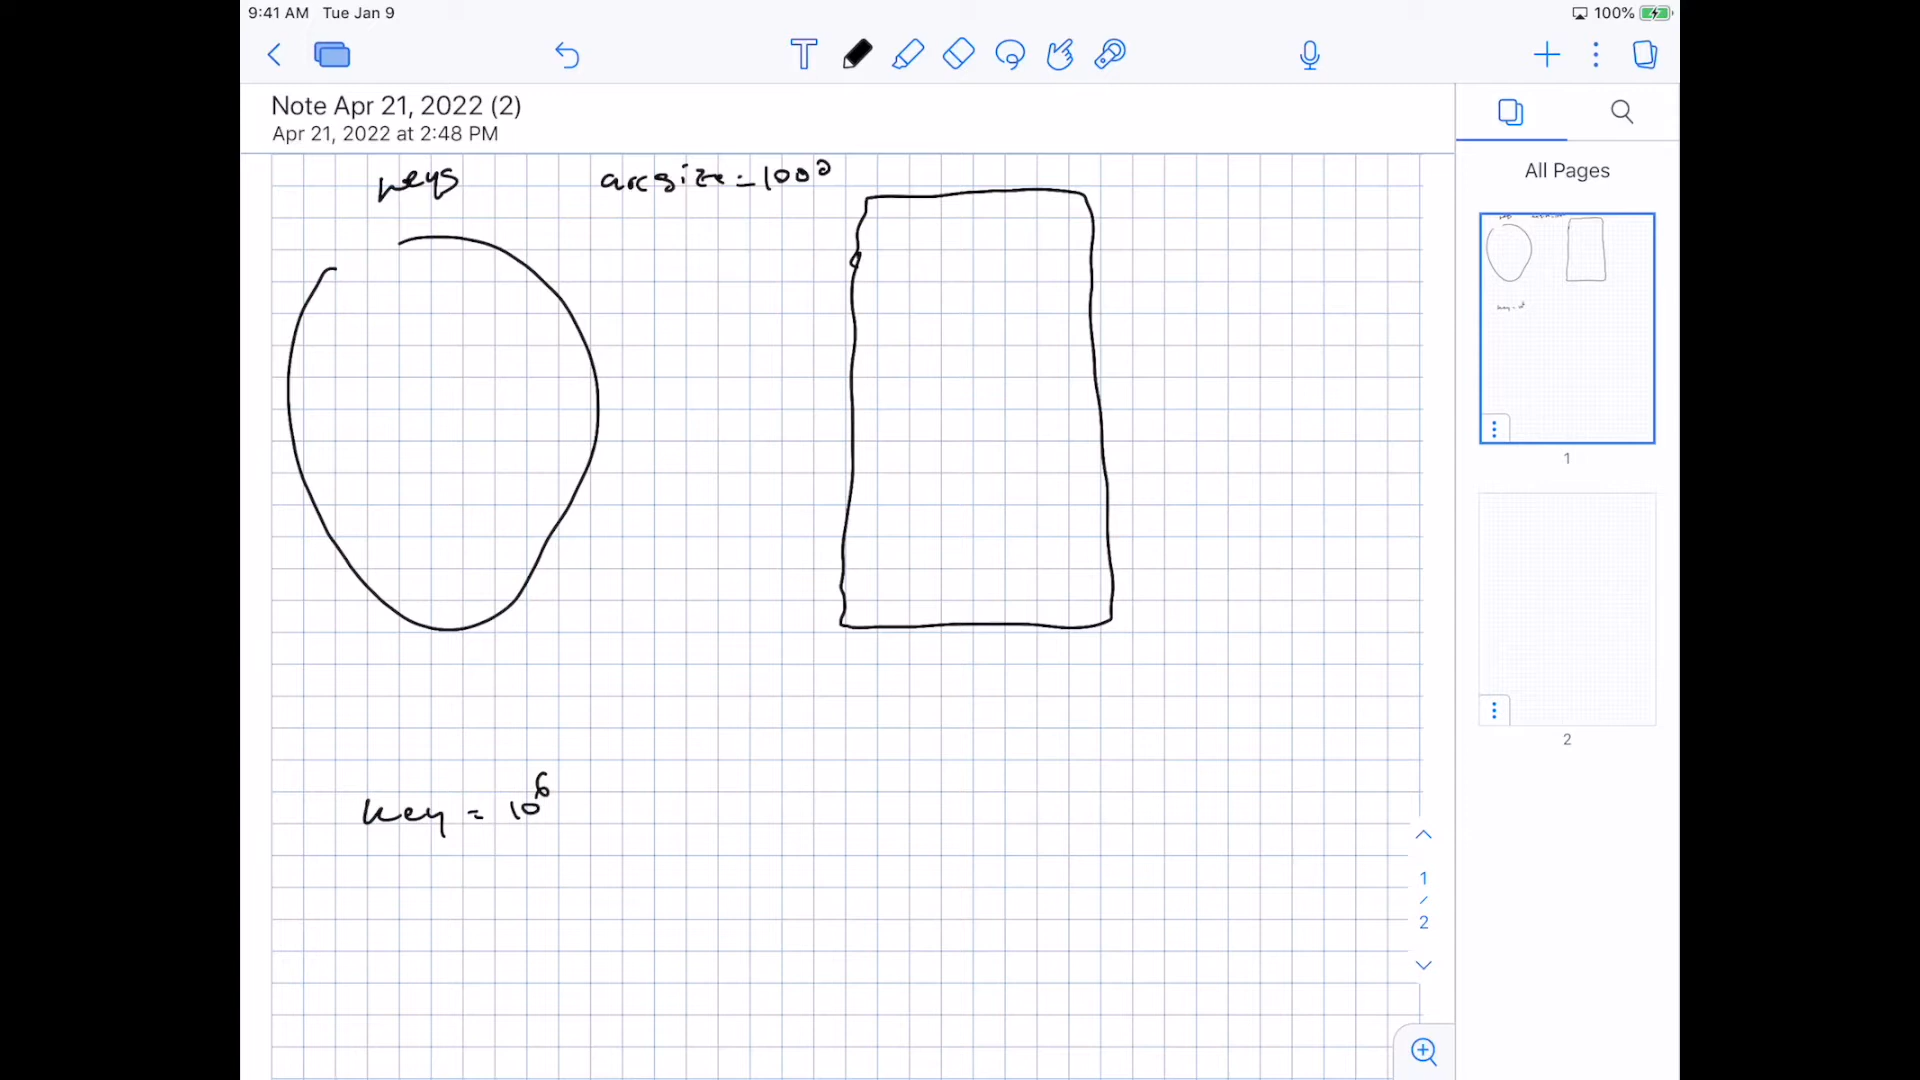 9:41 AM Tue Jan 9
100%
Note Apr 21, 2022 (2)
Apr 21, 2022 at 2:48 PM
keys size = 1000
key = 10⁶
All Pages
1
2
1
2